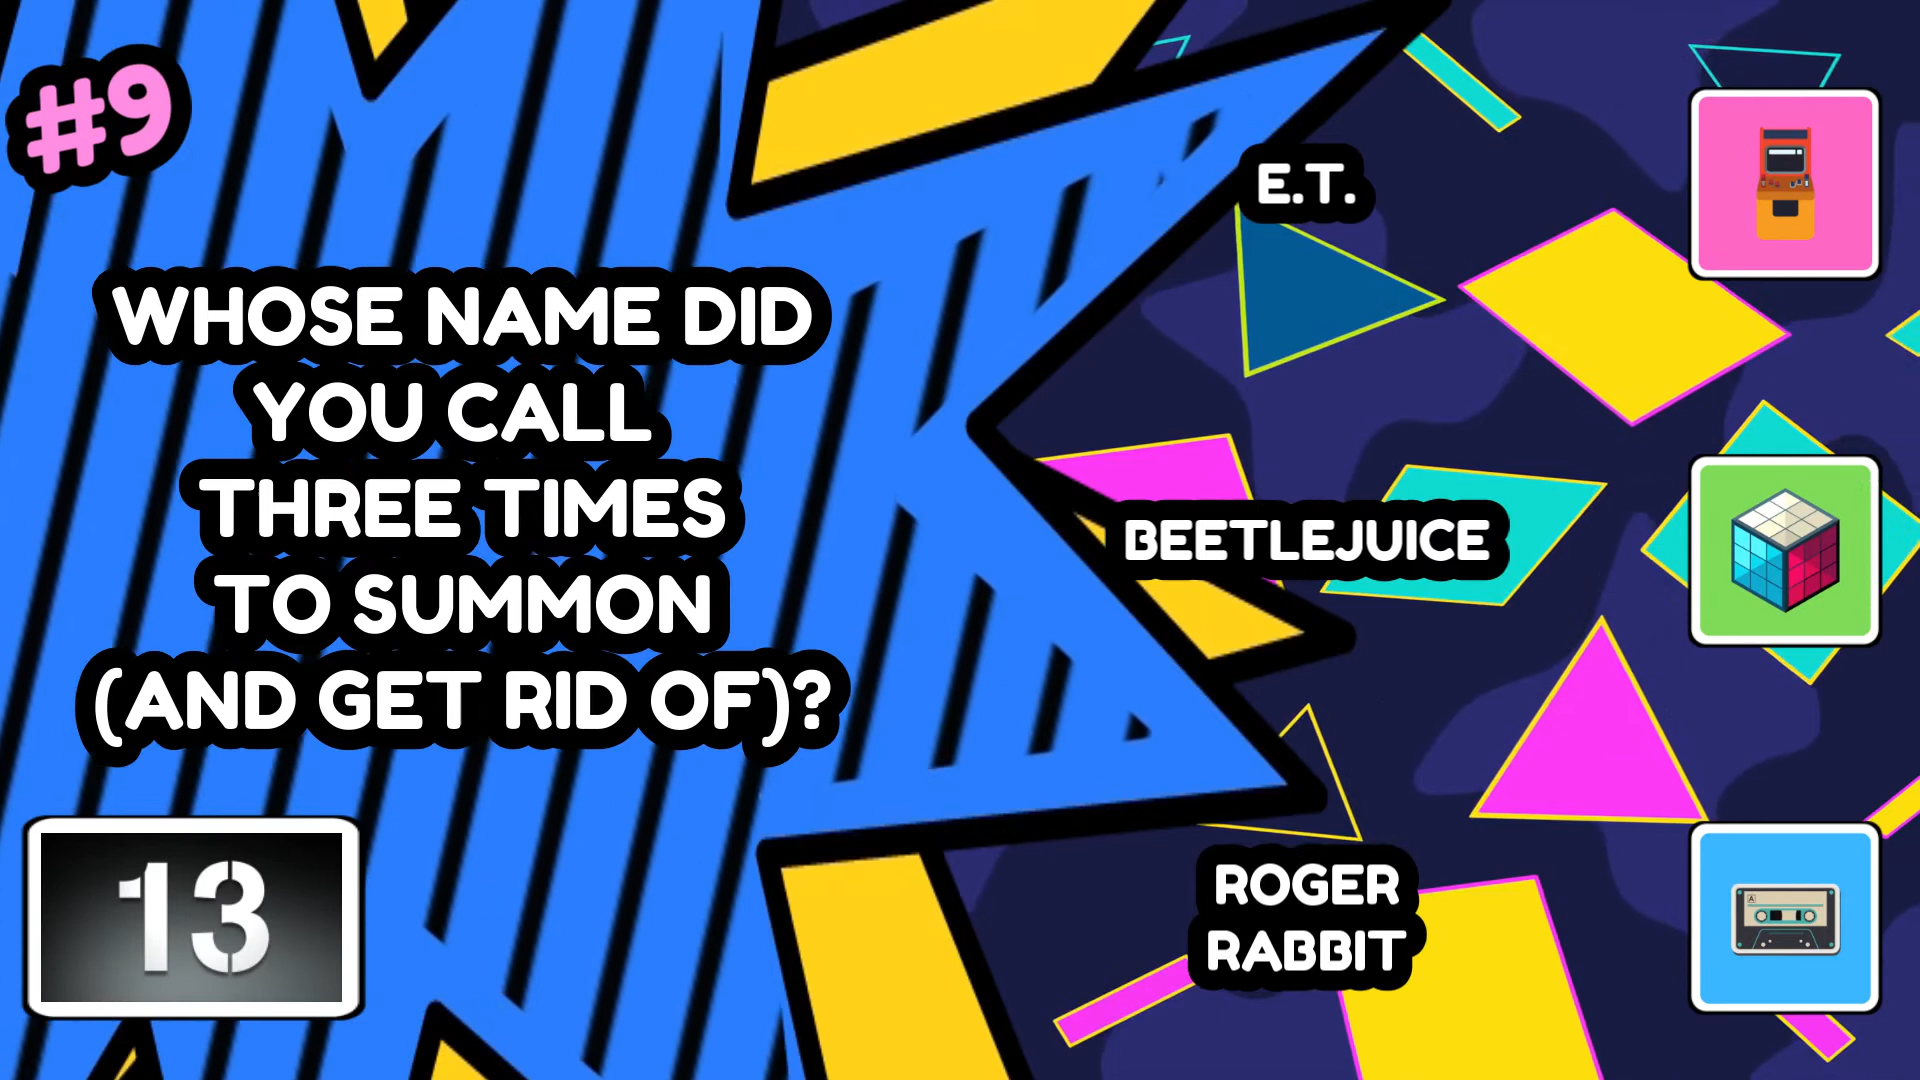 #9
WHOSE NAME DID
YOU CALL
THREE TIMES
TO SUMMON
(AND GET RID OF)?
13
E.T.
BEETLEJUICE
ROGER
RABBIT
A